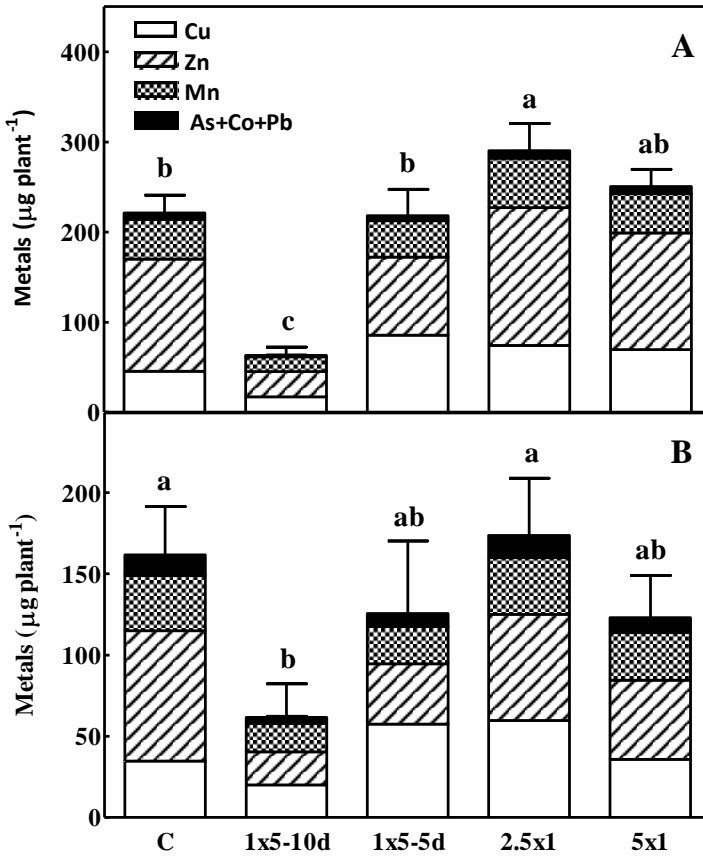 400
300
200
100
0
Metals (µg plant⁻¹)
Cu
Zn
Mn
As+Co+Pb
A
b
c
b
a
ab
200
150
100
50
0
Metals (µg plant⁻¹)
B
a
b
ab
a
ab
C 1x5-10d 1x5-5d 2.5x1 5x1